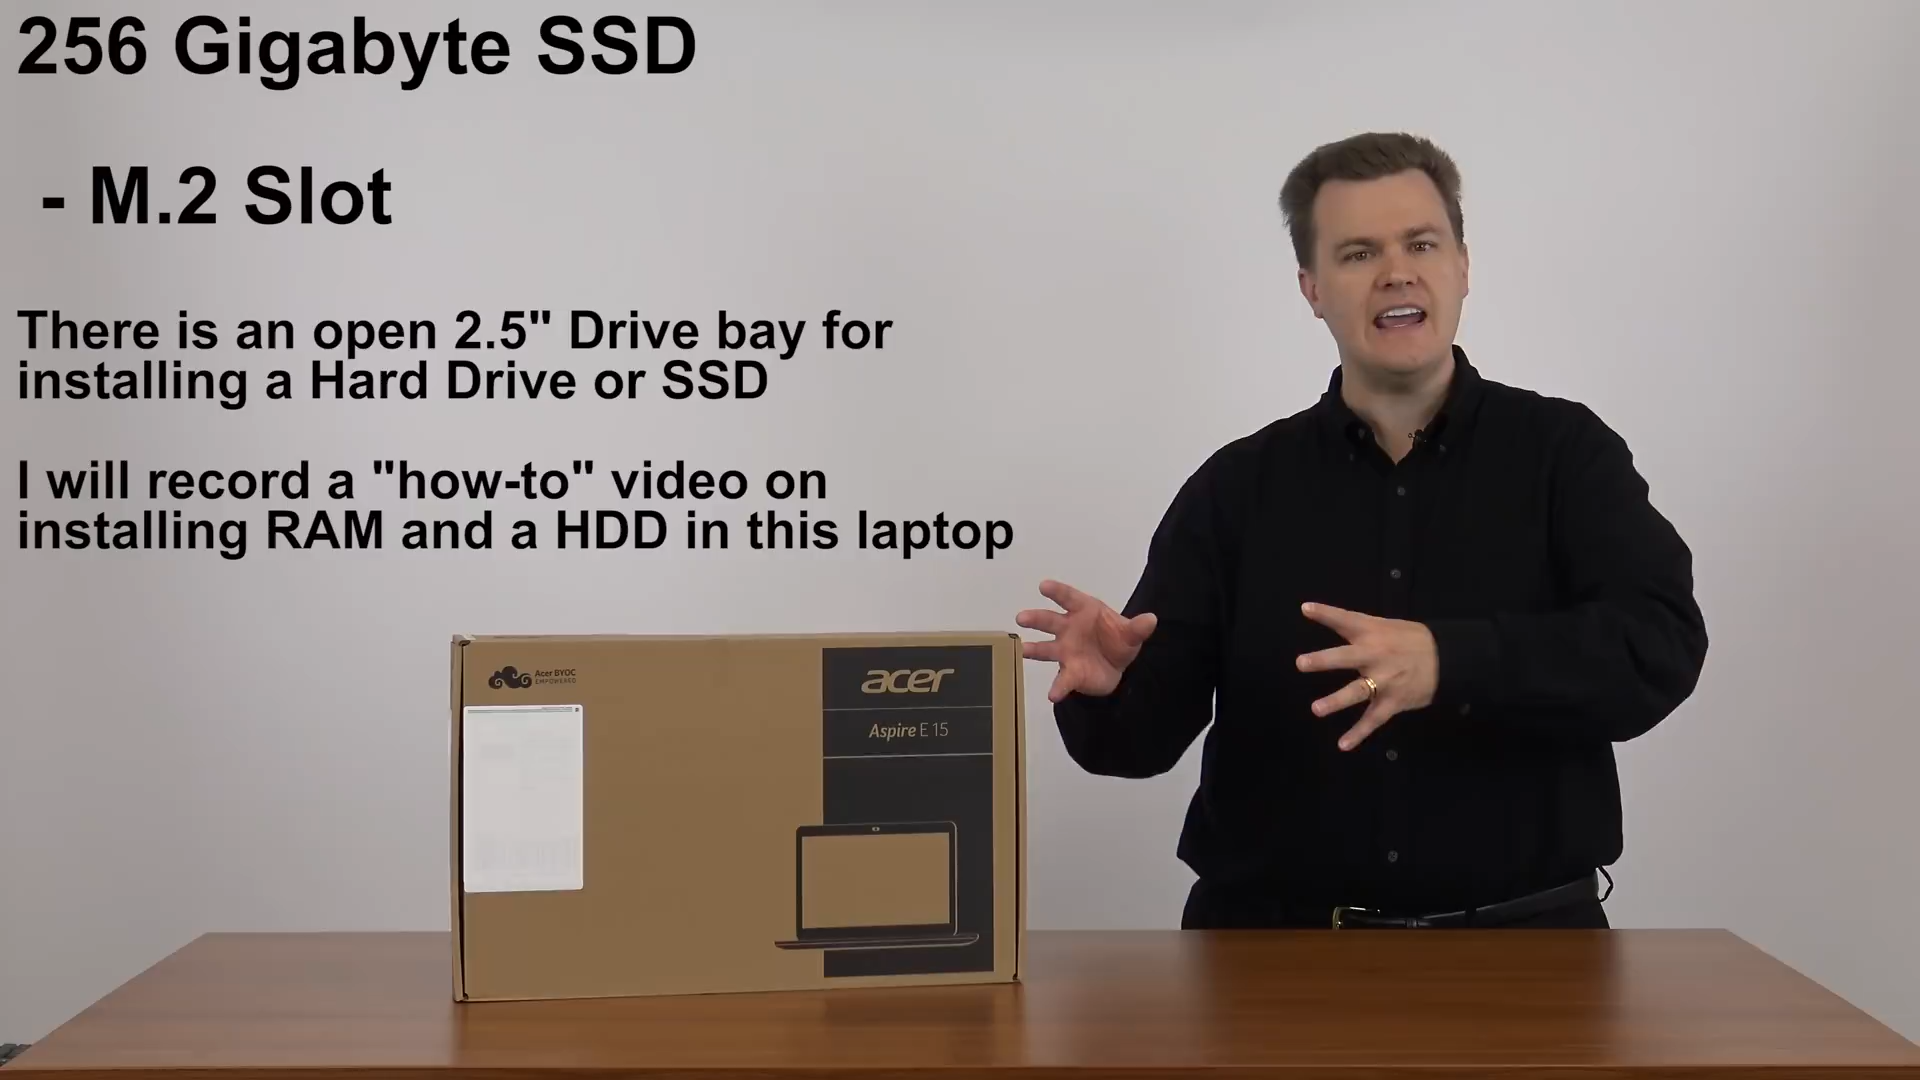 256 Gigabyte SSD
- M.2 Slot
There is an open 2.5" Drive bay for
installing a Hard Drive or SSD
I will record a "how-to" video on
installing RAM and a HDD in this laptop
Acer BYOC
EMPOWERED
acer
Aspire E 15